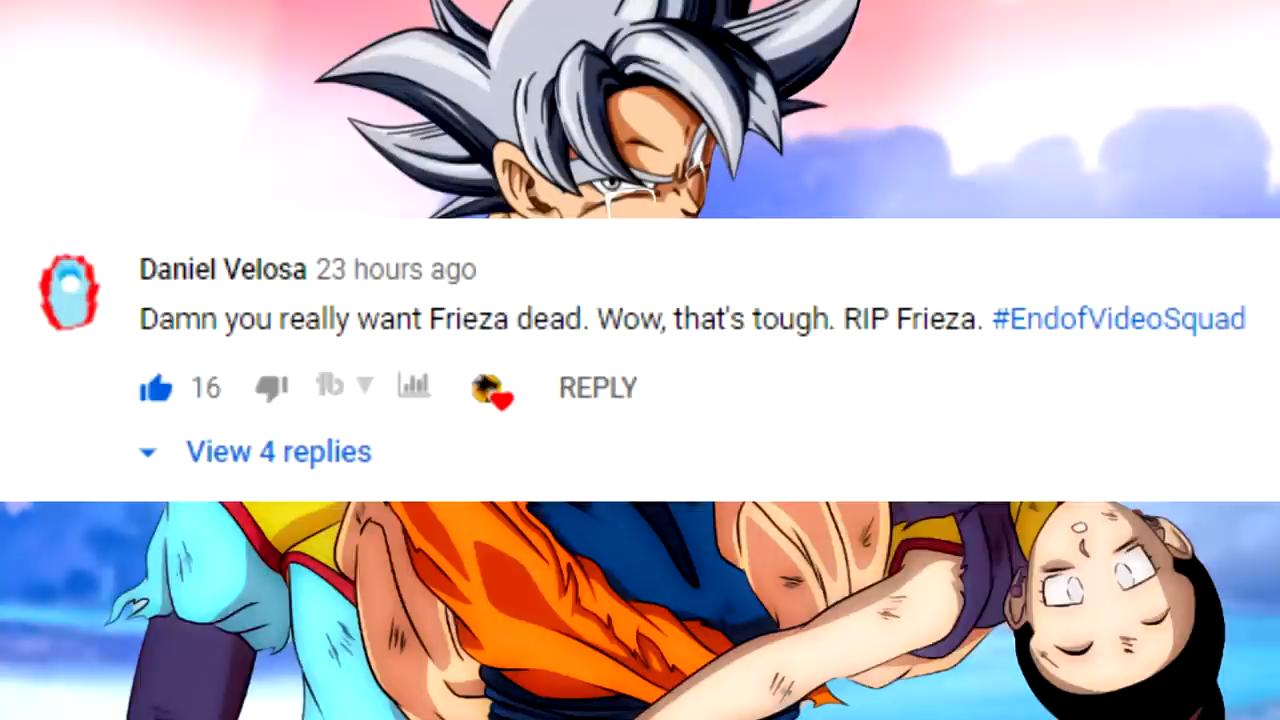 Daniel Velosa 23 hours ago
Damn you really want Frieza dead. Wow, that's tough. RIP Frieza. #EndofVideoSquad
16 REPLY
View 4 replies